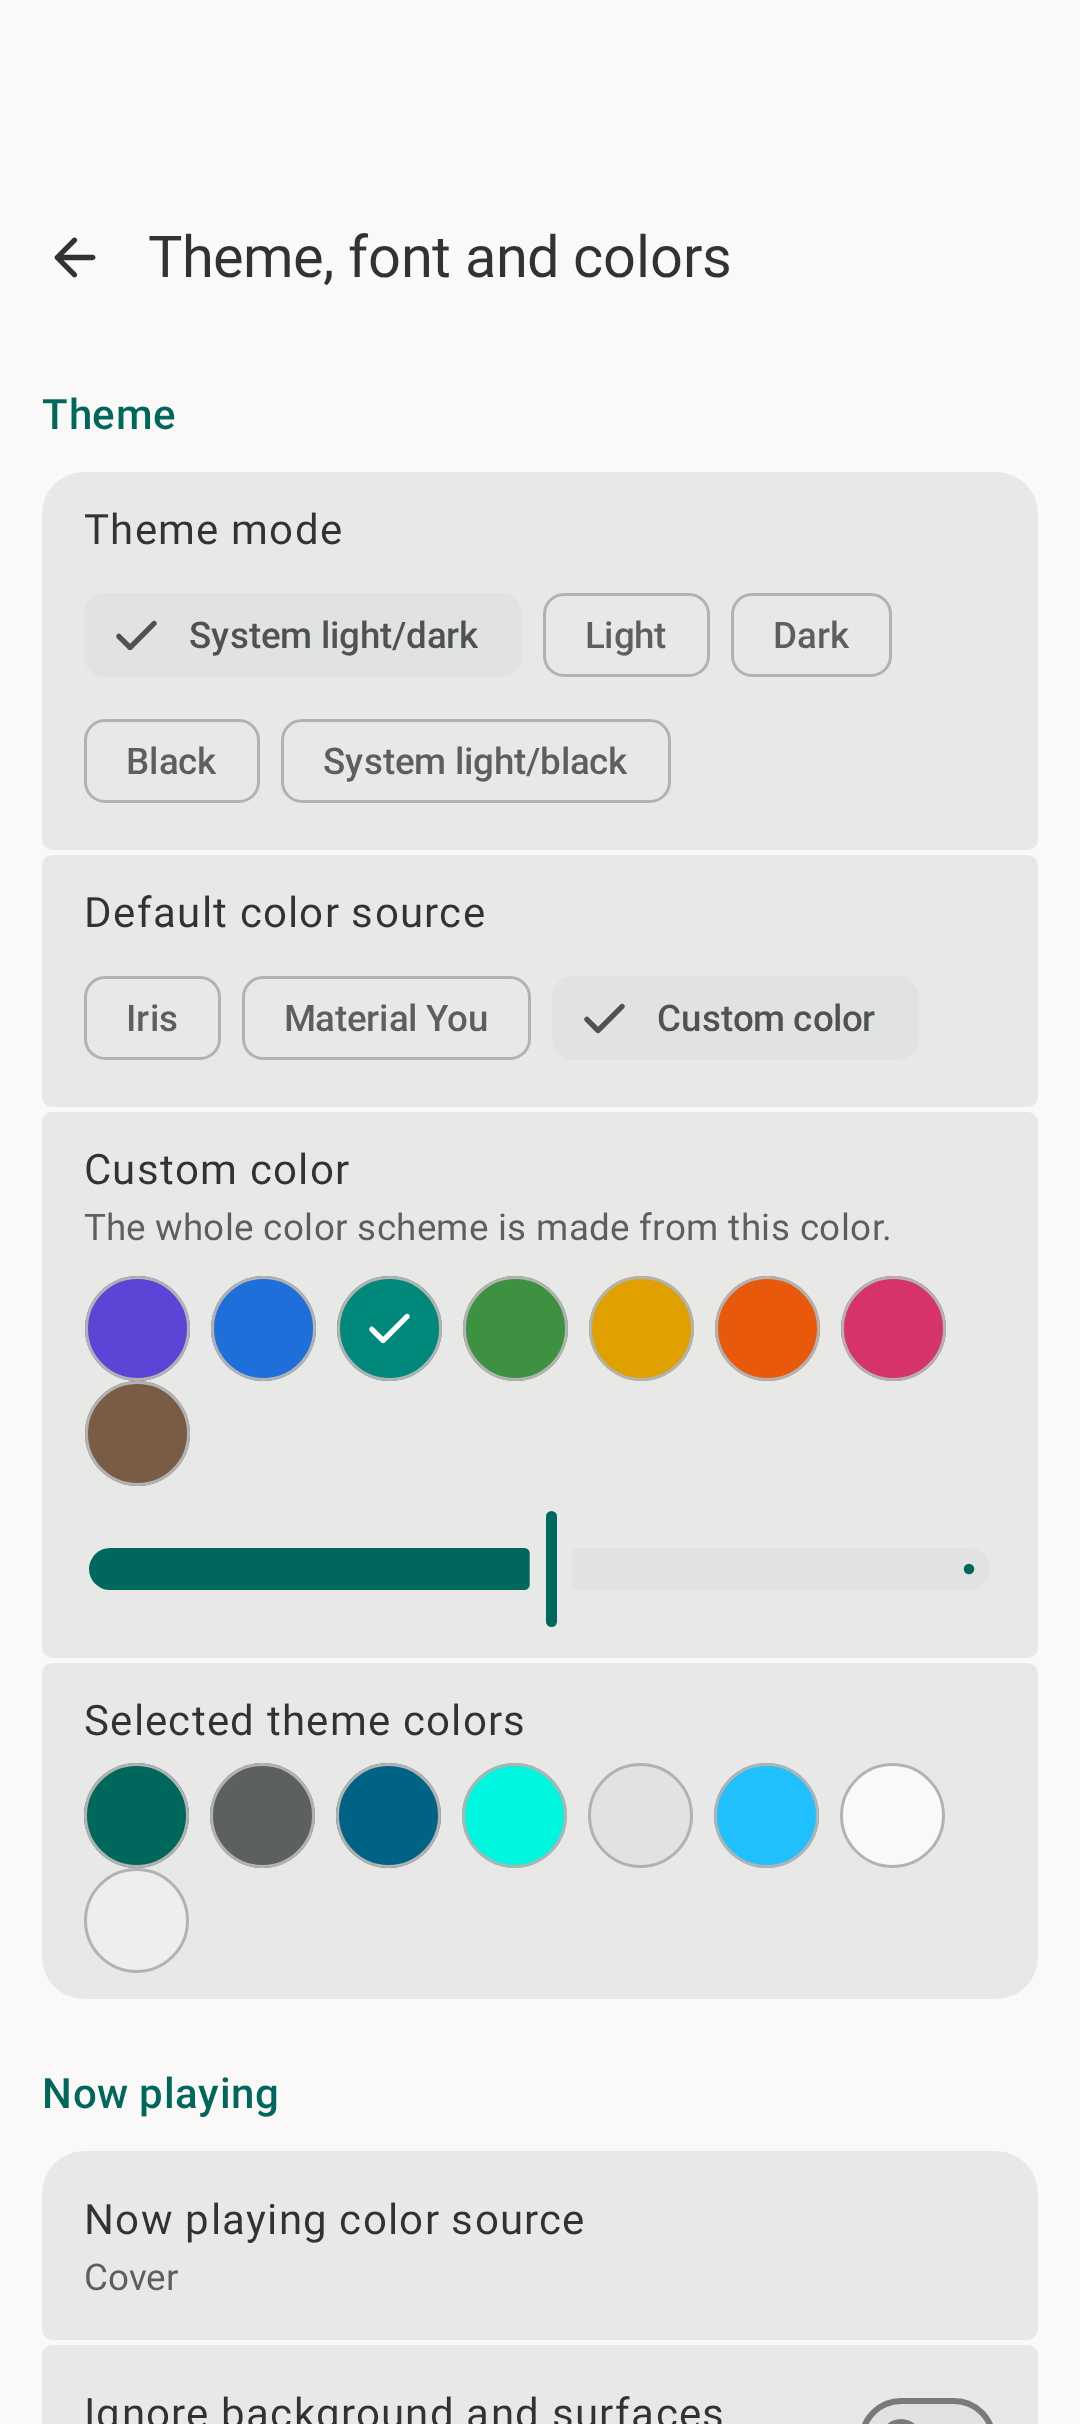 Theme, font and colors
Theme
Theme mode
System light/dark
Light
Dark
Black
System light/black
Default color source
Iris
Material You
Custom color
Custom color
The whole color scheme is made from this color.
Selected theme colors
Now playing
Now playing color source
Cover
Ignore background and surfaces